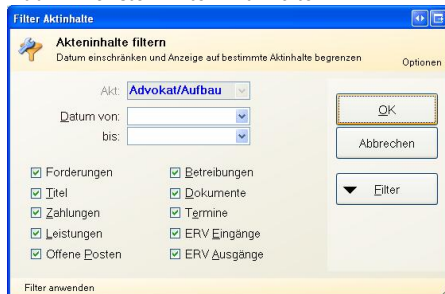 Filter Aktinhalte
Akteninhalte filtern
Datum einschränken und Anzeige auf bestimmte Aktinhalte begrenzen
Optionen
Akt: Advokat/Aufbau
Datum von:
bis:
OK
Abbrechen
Filter
Forderungen
Betreibungen
Titel
Dokumente
Zahlungen
Termine
Leistungen
ERV Eingänge
Offene Posten
ERV Ausgänge
Filter anwenden